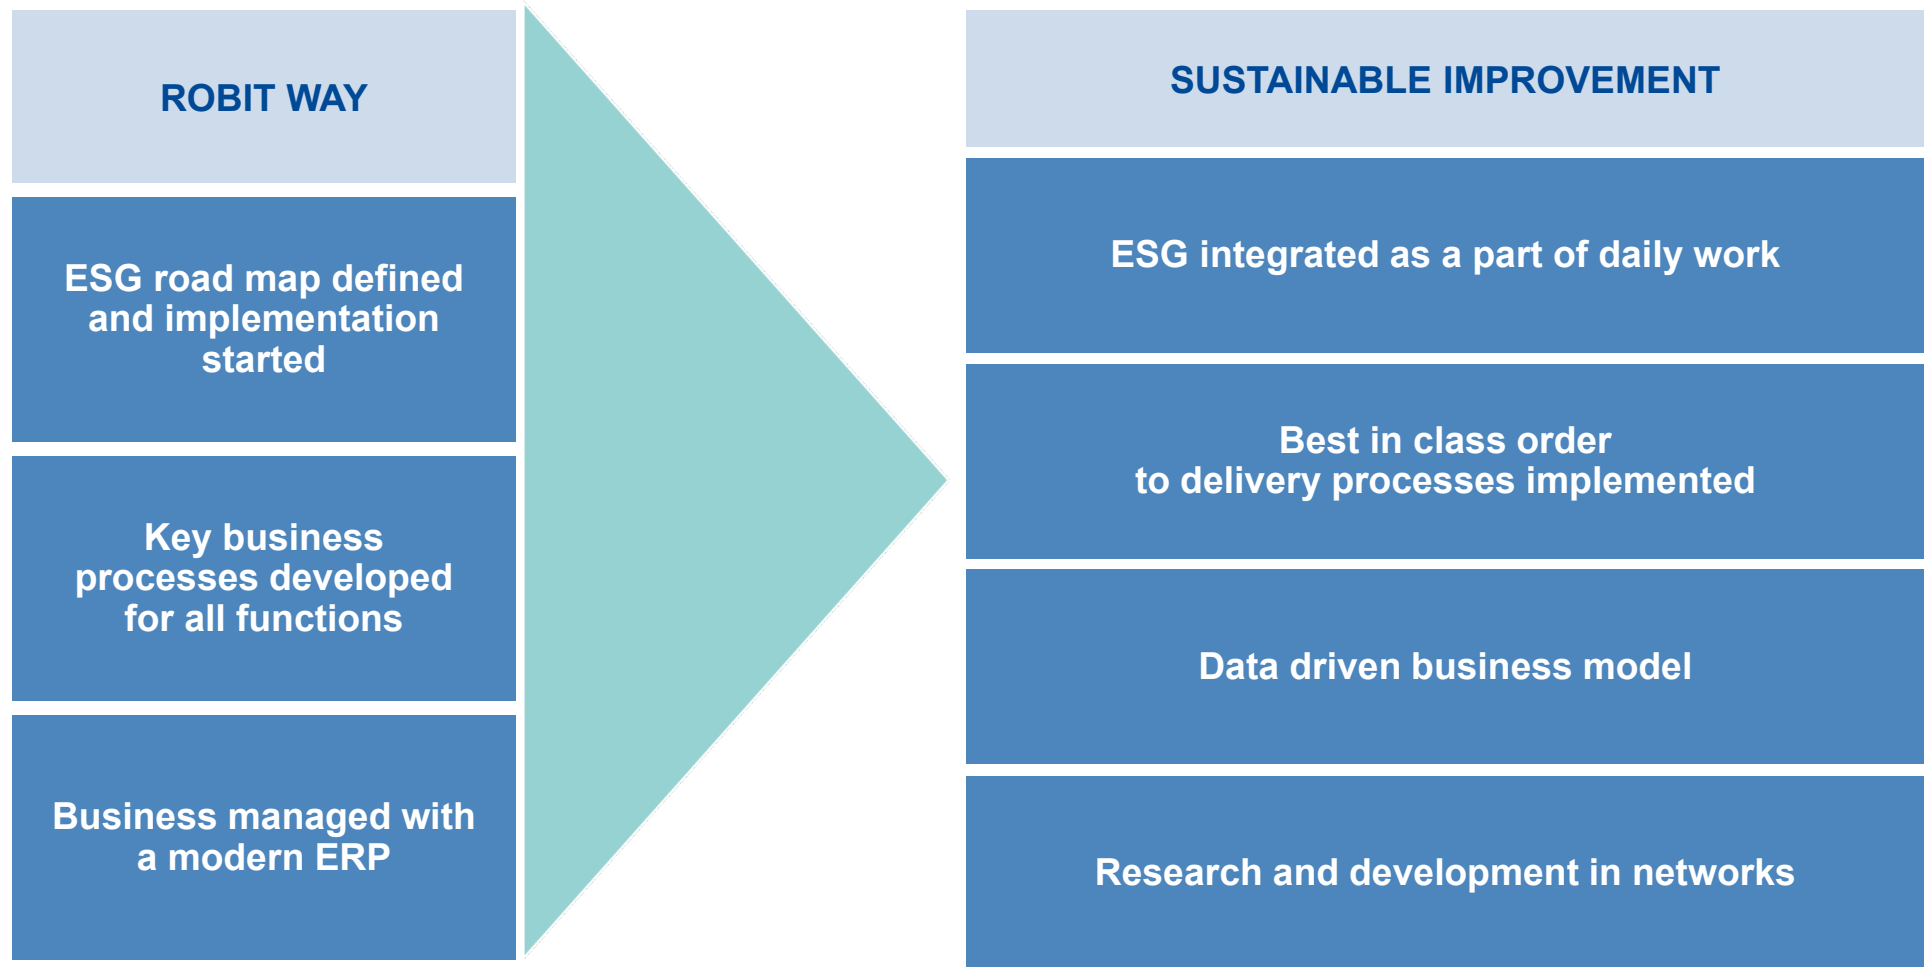 ROBIT WAY
ESG road map defined
and implementation
started
Key business
processes developed
for all functions
Business managed with
a modern ERP
SUSTAINABLE IMPROVEMENT
ESG integrated as a part of daily work
Best in class order
to delivery processes implemented
Data driven business model
Research and development in networks